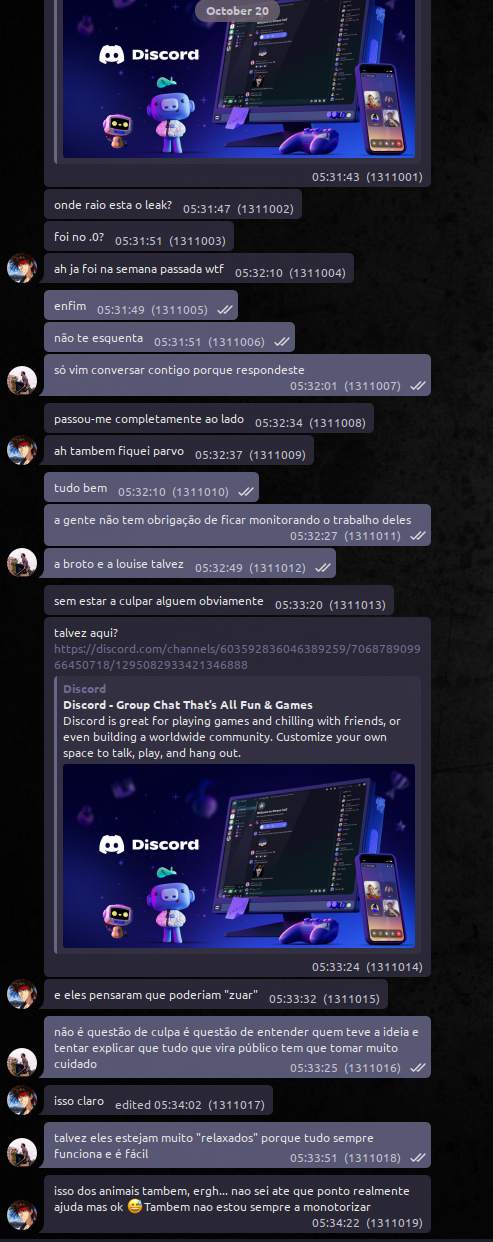 October 20
Discord
05:31:43 (1311001)
onde raio esta o leak? 05:31:47 (1311002)
foi no .0? 05:31:51 (1311003)
ah ja foi na semana passada wtf 05:32:10 (1311004)
enfim 05:31:49 (1311005)
não te esquenta 05:31:51 (1311006)
só vim conversar contigo porque respondeste
05:32:01 (1311007)
passou-me completamente ao lado 05:32:34 (1311008)
ah tambem fiquei parvo 05:32:37 (1311009)
tudo bem 05:32:10 (1311010)
a gente não tem obrigação de ficar monitorando o trabalho deles
05:32:27 (1311011)
a broto e a louise talvez 05:32:49 (1311012)
sem estar a culpar alguem obviamente 05:33:20 (1311013)
talvez aqui?
https://discord.com/channels/603592836046389259/7068789099
66450718/1295082933421346888
Discord
Discord - Group Chat That's All Fun & Games
Discord is great for playing games and chilling with friends, or
even building a worldwide community. Customize your own
space to talk, play, and hang out.
Discord
05:33:24 (1311014)
e eles pensaram que poderiam "zuar" 05:33:32 (1311015)
não é questão de culpa é questão de entender quem teve a ideia e
tentar explicar que tudo que vira público tem que tomar muito
cuidado 05:33:25 (1311016)
isso claro edited 05:34:02 (1311017)
talvez eles estejam muito "relaxados" porque tudo sempre
funciona e é fácil 05:33:51 (1311018)
isso dos animais tambem, ergh... nao sei ate que ponto realmente
ajuda mas ok 😅 Tambem nao estou sempre a monotorizar
05:34:22 (1311019)